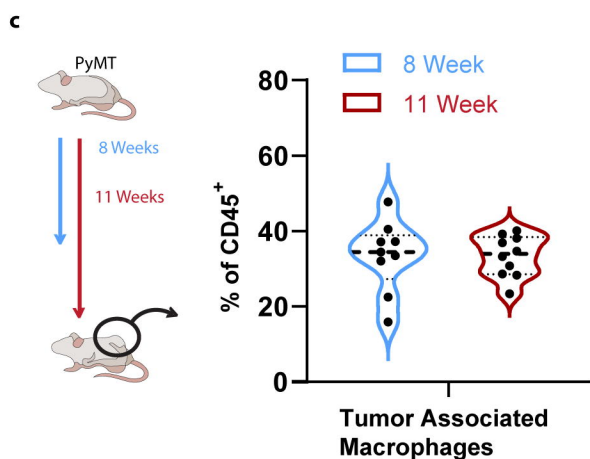 c
PyMT
8 Weeks
11 Weeks
8 Week
11 Week
% of CD45⁺
80
60
40
20
0
Tumor Associated
Macrophages